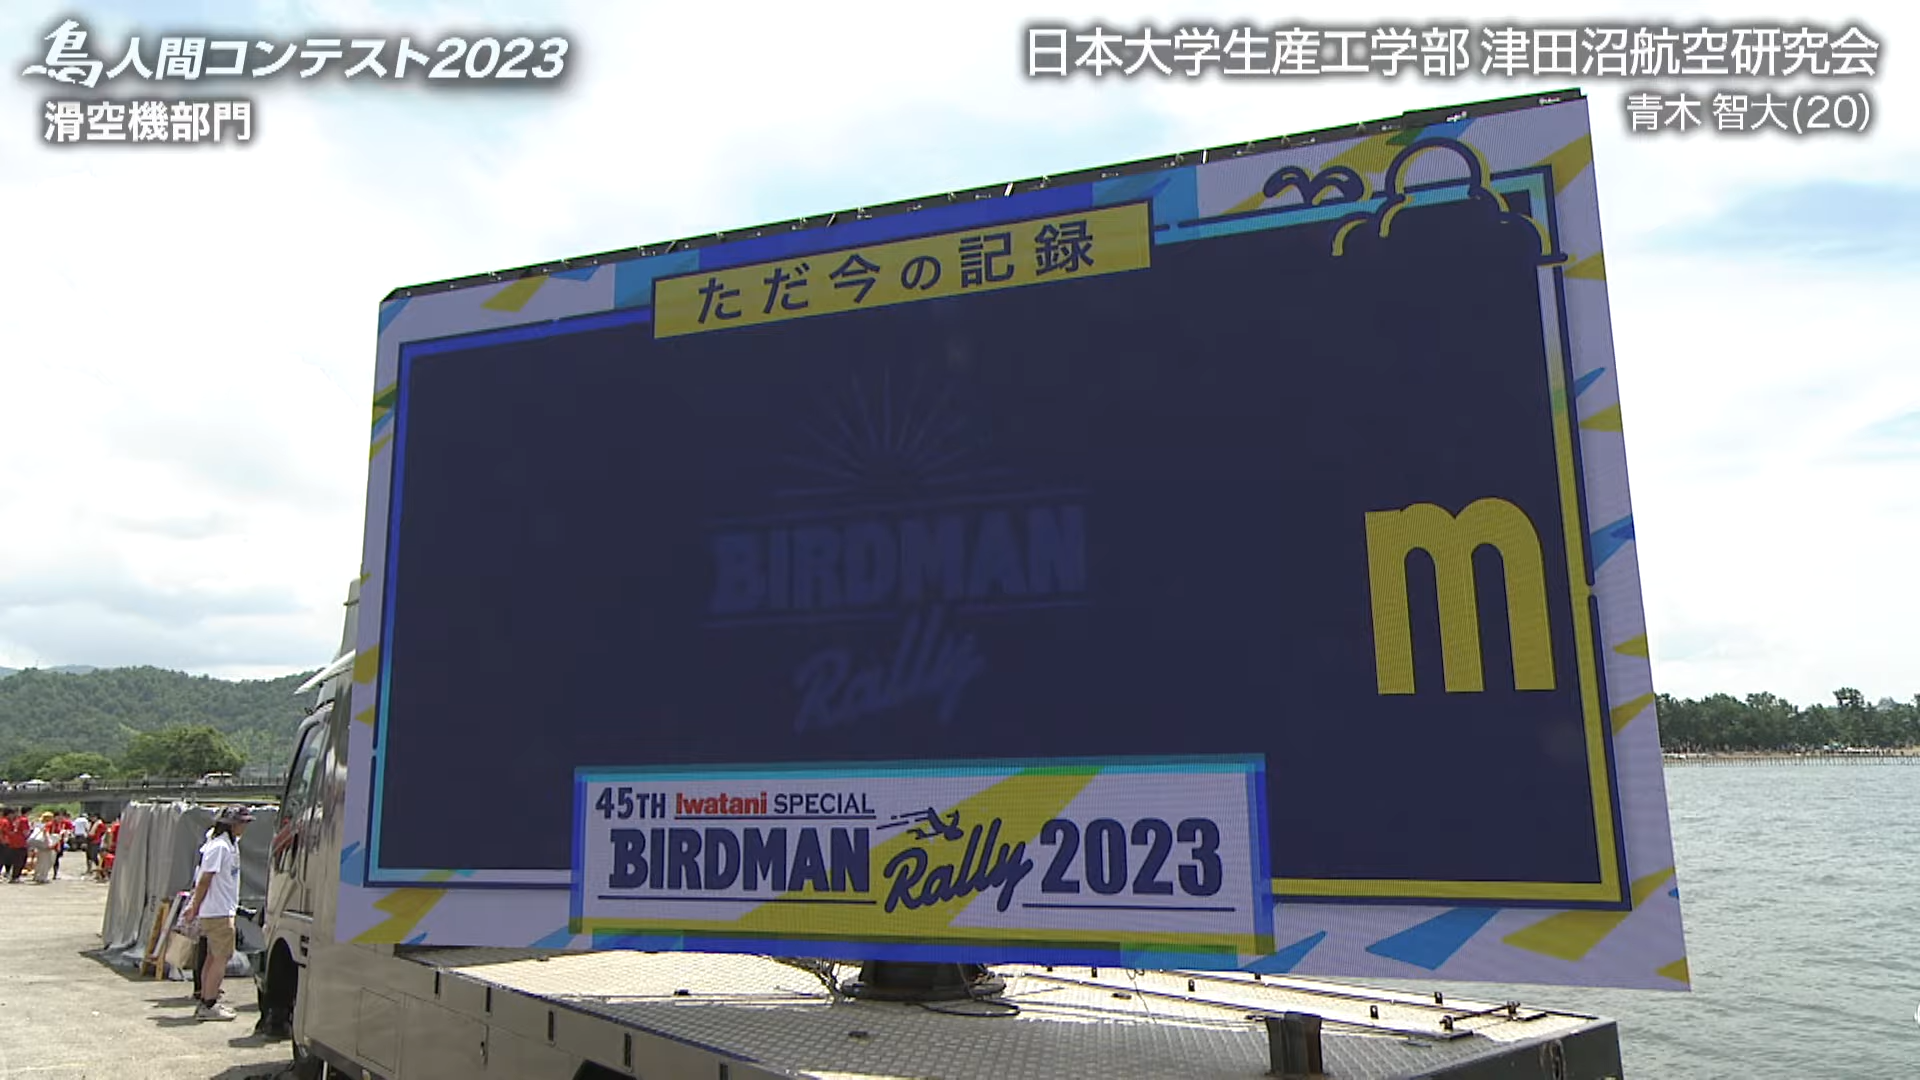 鳥人間コンテスト2023
滑空機部門
日本大学生産工学部 津田沼航空研究会
青木 智大(20)
ただ今の記録
BIRDMAN
Rally
m
45TH Iwatani SPECIAL
BIRDMAN Rally 2023